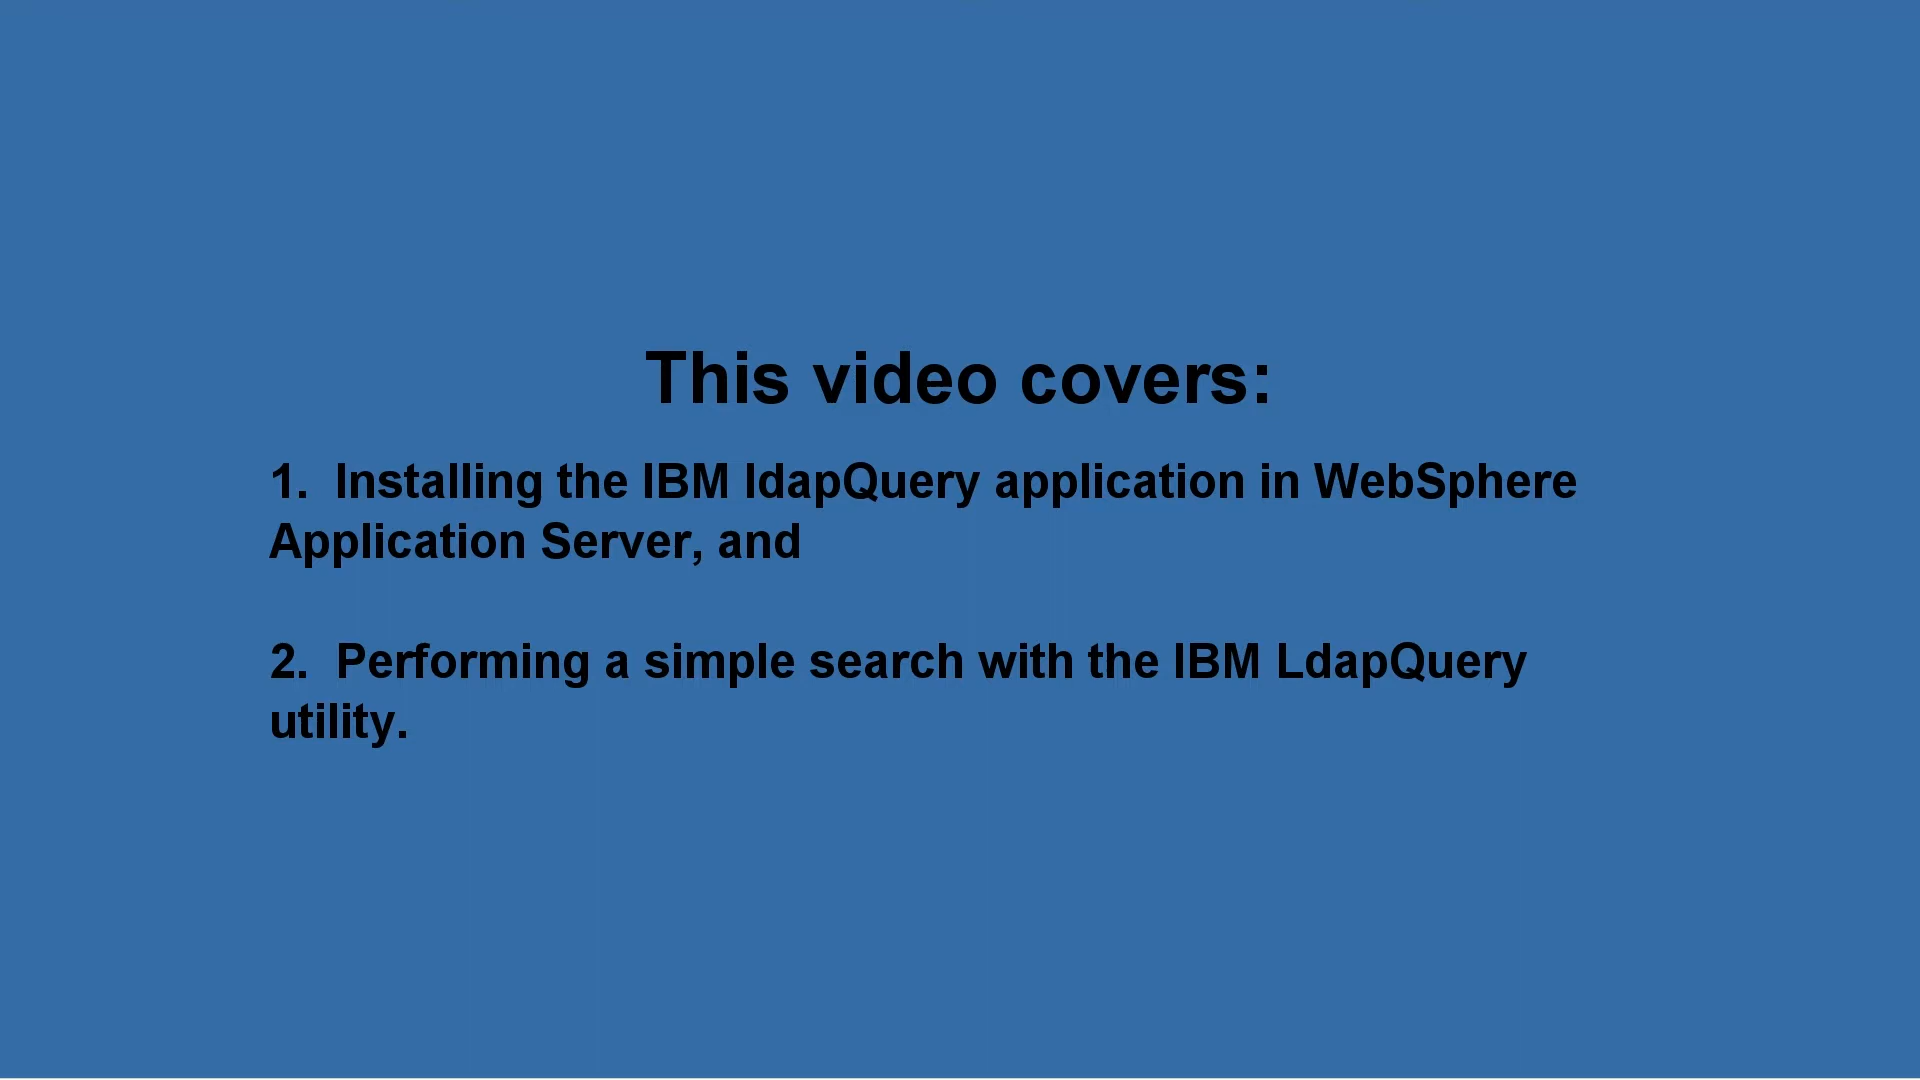 This video covers:
1. Installing the IBM ldapQuery application in WebSphere
Application Server, and
2. Performing a simple search with the IBM LdapQuery
utility.